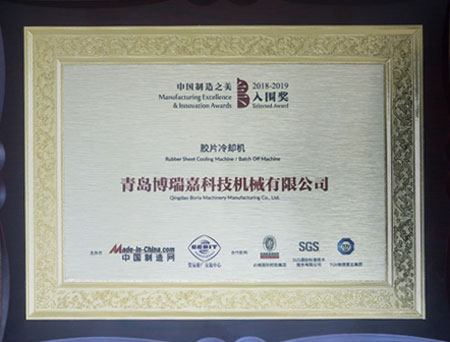 中国制造之美
Manufacturing Excellence
& Innovation Awards
2018-2019
入围奖
Selected Award
胶片冷却机
Rubber Sheet Cooling Machine / Batch Off Machine
青岛博瑞嘉科技机械有限公司
Qingdao Boria Machinery Manufacturing Co., Ltd.
Made-in-China.com
中国制造网
SGS